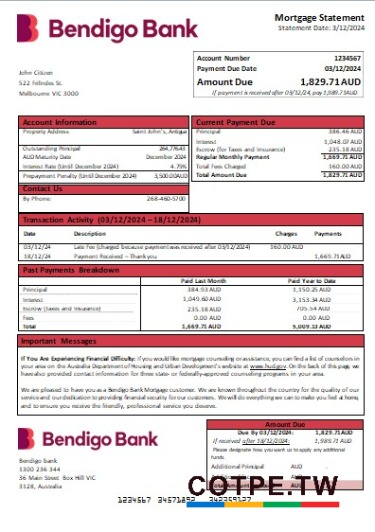 Bendigo Bank
Mortgage Statement
Statement Date: 3/12/2024
Account Number 1234567
Payment Due Date 03/12/2024
Amount Due 1,829.71AUD
If payment is received after 03/12/24, pay 1,989.71AUD
John Citizen
522 Felindes St.
Melbourne VIC 3000
Account Information
Property Address Saint John's, Antigua
Outstanding Principal 264,776.43
AUD Maturity Date December 2024
Interest Rate (Until December 2024) 4.75%
Prepayment Penalty (Until December 2024) 3,500.00AUD
Contact Us
By Phone: 268-460-5700
Current Payment Due
Principal 386.46 AUD
Interest 1,048.07 AUD
Escrow (for Taxes and Insurance) 235.18 AUD
Regular Monthly Payment 1,669.71 AUD
Total Fees Charged 160.00 AUD
Total Amount Due 1,829.71 AUD
Transaction Activity (03/12/2024 – 18/12/2024)
Date Description Charges Payments
03/12/24 Late Fee (charged because payment was received after 03/12/2024) 160.00 AUD
18/12/24 Payment Received – Thank you 1,669.71AUD
Past Payments Breakdown
Paid Last Month Paid Year to Date
Principal 384.93 AUD 1,150.25 AUD
Interest 1,049.60 AUD 3,153.34 AUD
Escrow (Taxes and Insurance) 235.18 AUD 705.54 AUD
Fees 0.00 AUD 0.00 AUD
Total 1,669.71 AUD 5,009.13 AUD
Important Messages
If You Are Experiencing Financial Difficulty: If you would like mortgage counseling or assistance, you can find a list of counselors in
your area on the Australia Department of Housing and Urban Development's website at www.hud.gov. On the back of this page, we
have also provided contact information for three state- or federally-approved counseling programs in your area.
We are pleased to have you as a Bendigo Bank Mortgage customer. We are known throughout the country for the quality of our
service and our dedication to providing financial security for our customers. We will do everything we can to make you feel at home,
and to ensure you receive the friendly, professional service you deserve.
Bendigo Bank
Bendigo bank
1300 236 344
36 Main Street Box Hill VIC
3128, Australia
Amount Due
Due By 03/12/2024: 1,829.71AUD
If received after 18/12/2024: 1,989.71 AUD
Please designate how you want us to apply any additional
funds.
Additional Principal AUD
Additional AUD
AUD
CCTPE.TW
1234567 34571892 342359127